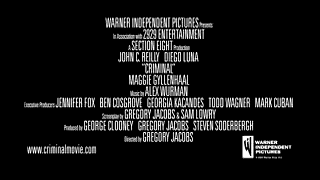 WARNER INDEPENDENT PICTURES Presents
In Association with 2929 ENTERTAINMENT
A SECTION EIGHT Production
JOHN C. REILLY DIEGO LUNA
"CRIMINAL"
MAGGIE GYLLENHAAL
Music by ALEX WURMAN
Executive Producers JENNIFER FOX BEN COSGROVE GEORGIA KACANDES TODD WAGNER MARK CUBAN
Screenplay by GREGORY JACOBS & SAM LOWRY
Produced by GEORGE CLOONEY GREGORY JACOBS STEVEN SODERBERGH
Directed by GREGORY JACOBS
www.criminalmovie.com
WARNER
INDEPENDENT
PICTURES